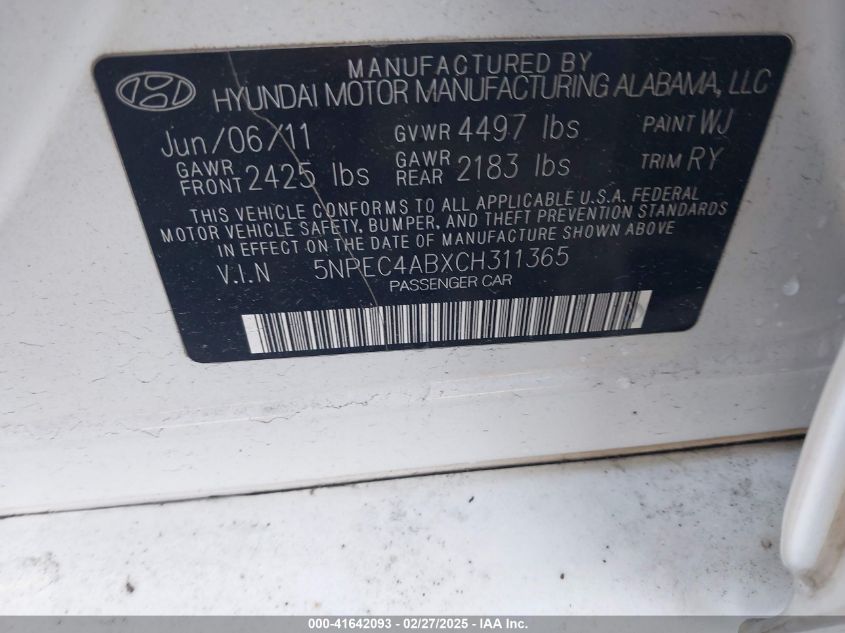 MANUFACTURED BY
HYUNDAI MOTOR MANUFACTURING ALABAMA, LLC
Jun/06/11 GVWR 4497 lbs PAINT WJ
GAWR FRONT 2425 lbs GAWR REAR 2183 lbs TRIM RY
THIS VEHICLE CONFORMS TO ALL APPLICABLE U.S.A. FEDERAL
MOTOR VEHICLE SAFETY, BUMPER, AND THEFT PREVENTION STANDARDS
IN EFFECT ON THE DATE OF MANUFACTURE SHOWN ABOVE.
V.I.N 5NPEC4ABXCH311365
PASSENGER CAR
000-41642093 - 02/27/2025 - IAA Inc.